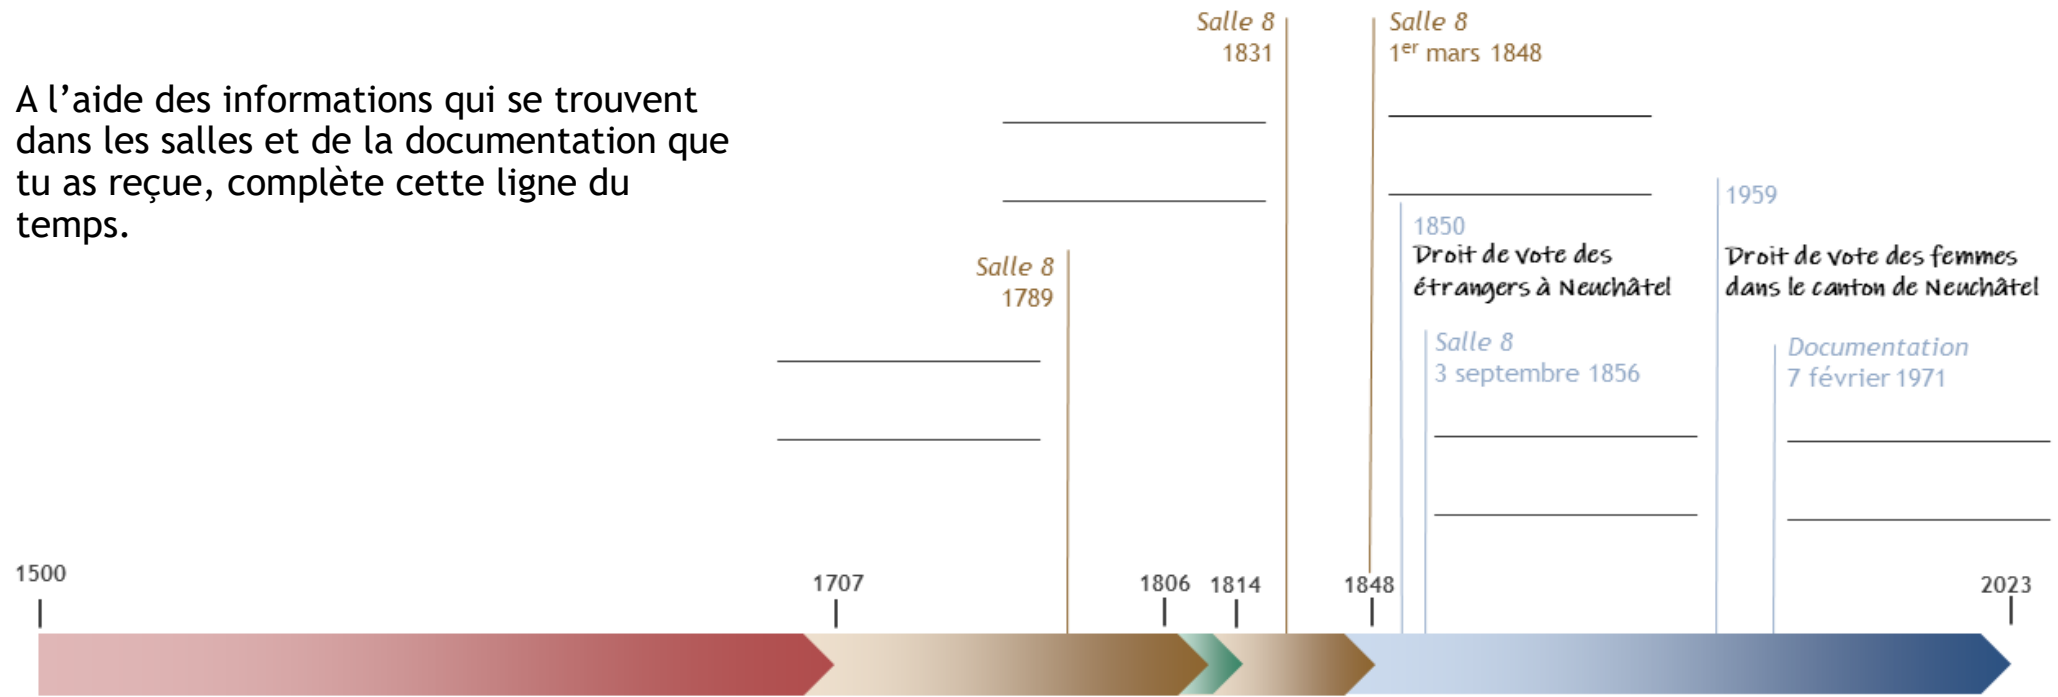 A l’aide des informations qui se trouvent
dans les salles et de la documentation que
tu as reçue, complète cette ligne du
temps.
Salle 8
1831
Salle 8
1er mars 1848
Salle 8
1789
1850
Droit de vote des
étrangers à Neuchâtel
1959
Droit de vote des femmes
dans le canton de Neuchâtel
Salle 8
3 septembre 1856
Documentation
7 février 1971
1500
1707
1806
1814
1848
2023